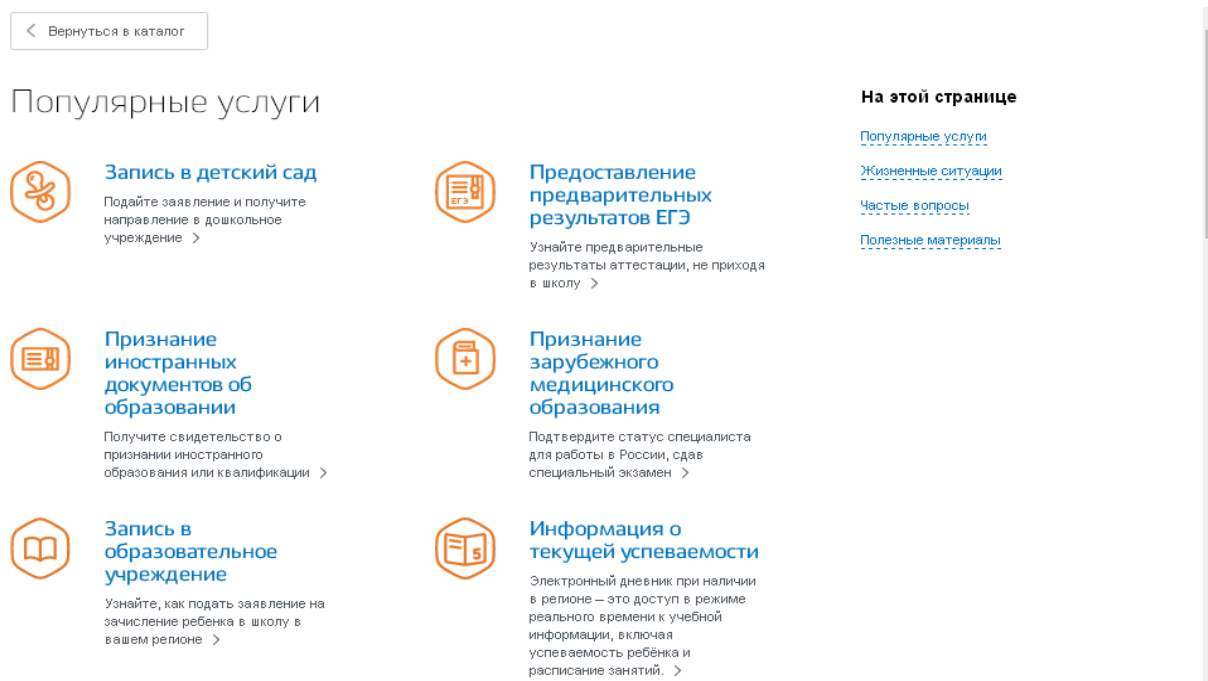 Вернуться в каталог
Популярные услуги
Запись в детский сад
Подайте заявление и получите
направление в дошкольное
учреждение
ЕГЭ
Предоставление
предварительных
результатов ЕГЭ
Узнайте предварительные
результаты аттестации, не приходя
в школу
Признание
иностранных
документов об
образовании
Получите свидетельство о
признании иностранного
образования или квалификации
Признание
зарубежного
медицинского
образования
Подтвердите статус специалиста
для работы в России, сдав
специальный экзамен
Запись в
образовательное
учреждение
Узнайте, как подать заявление на
зачисление ребенка в школу в
вашем регионе
5
Информация о
текущей успеваемости
Электронный дневник при наличии
в регионе – это доступ в режиме
реального времени к учебной
информации, включая
успеваемость ребёнка и
расписание занятий.
На этой странице
Популярные услуги
Жизненные ситуации
Частые вопросы
Полезные материалы